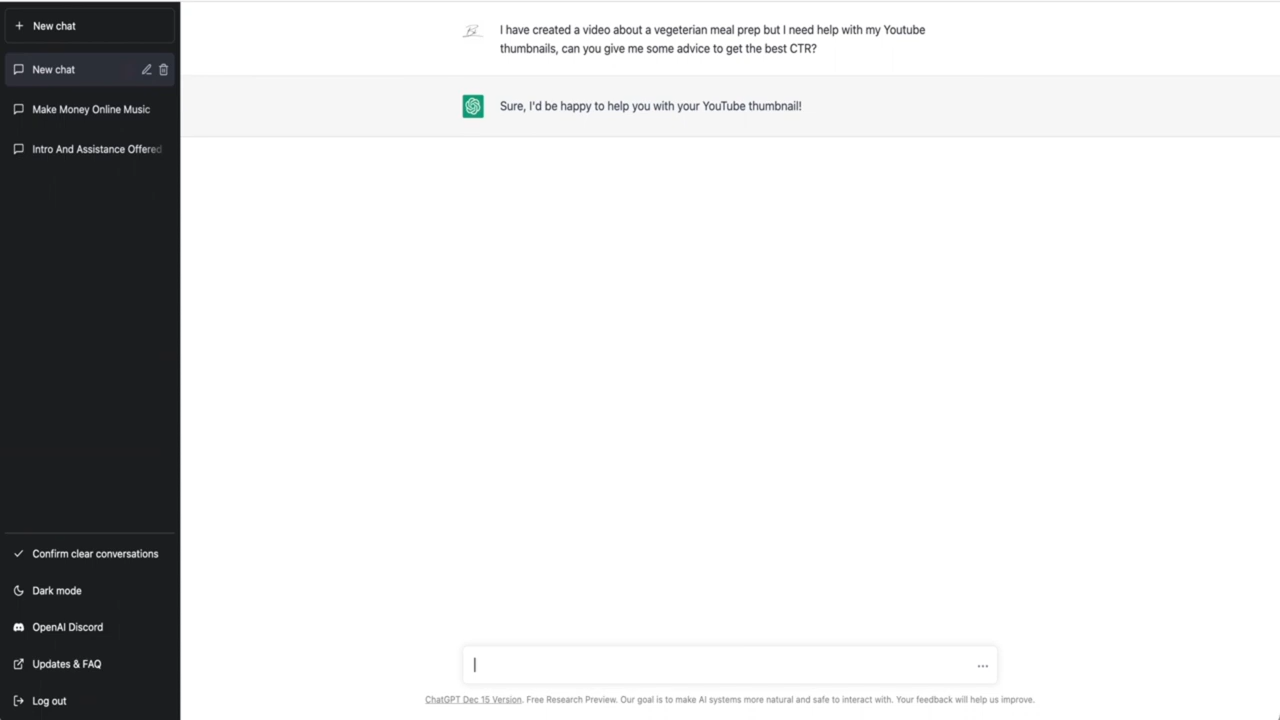 New chat
New chat
Make Money Online Music
Intro And Assistance Offered
Confirm clear conversations
Dark mode
OpenAI Discord
Updates & FAQ
Log out
I have created a video about a vegeterian meal prep but I need help with my Youtube
thumbnails, can you give me some advice to get the best CTR?
Sure, I'd be happy to help you with your YouTube thumbnail!
ChatGPT Dec 15 Version. Free Research Preview. Our goal is to make AI systems more natural and safe to interact with. Your feedback will help us improve.